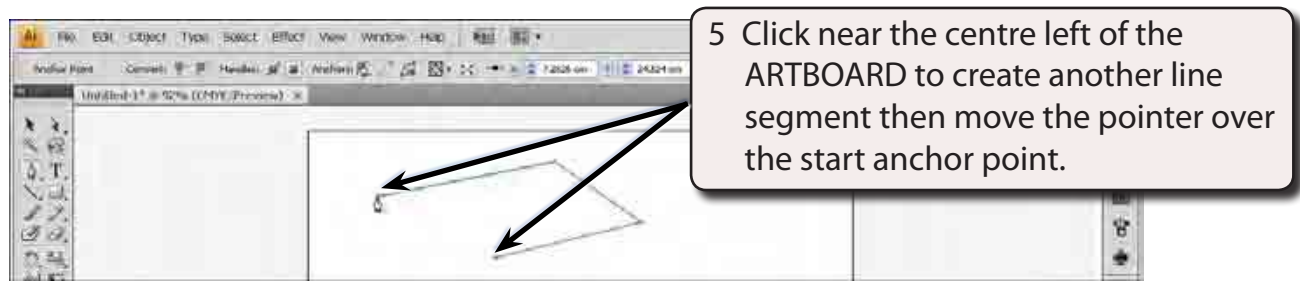 Ai File Edit Object Type Select Effect View Window Help
Anchor Point Convert: Handles: Anchors:
Untitled-1* @ 92% (CMYK/Preview) ×
5 Click near the centre left of the
ARTBOARD to create another line
segment then move the pointer over
the start anchor point.